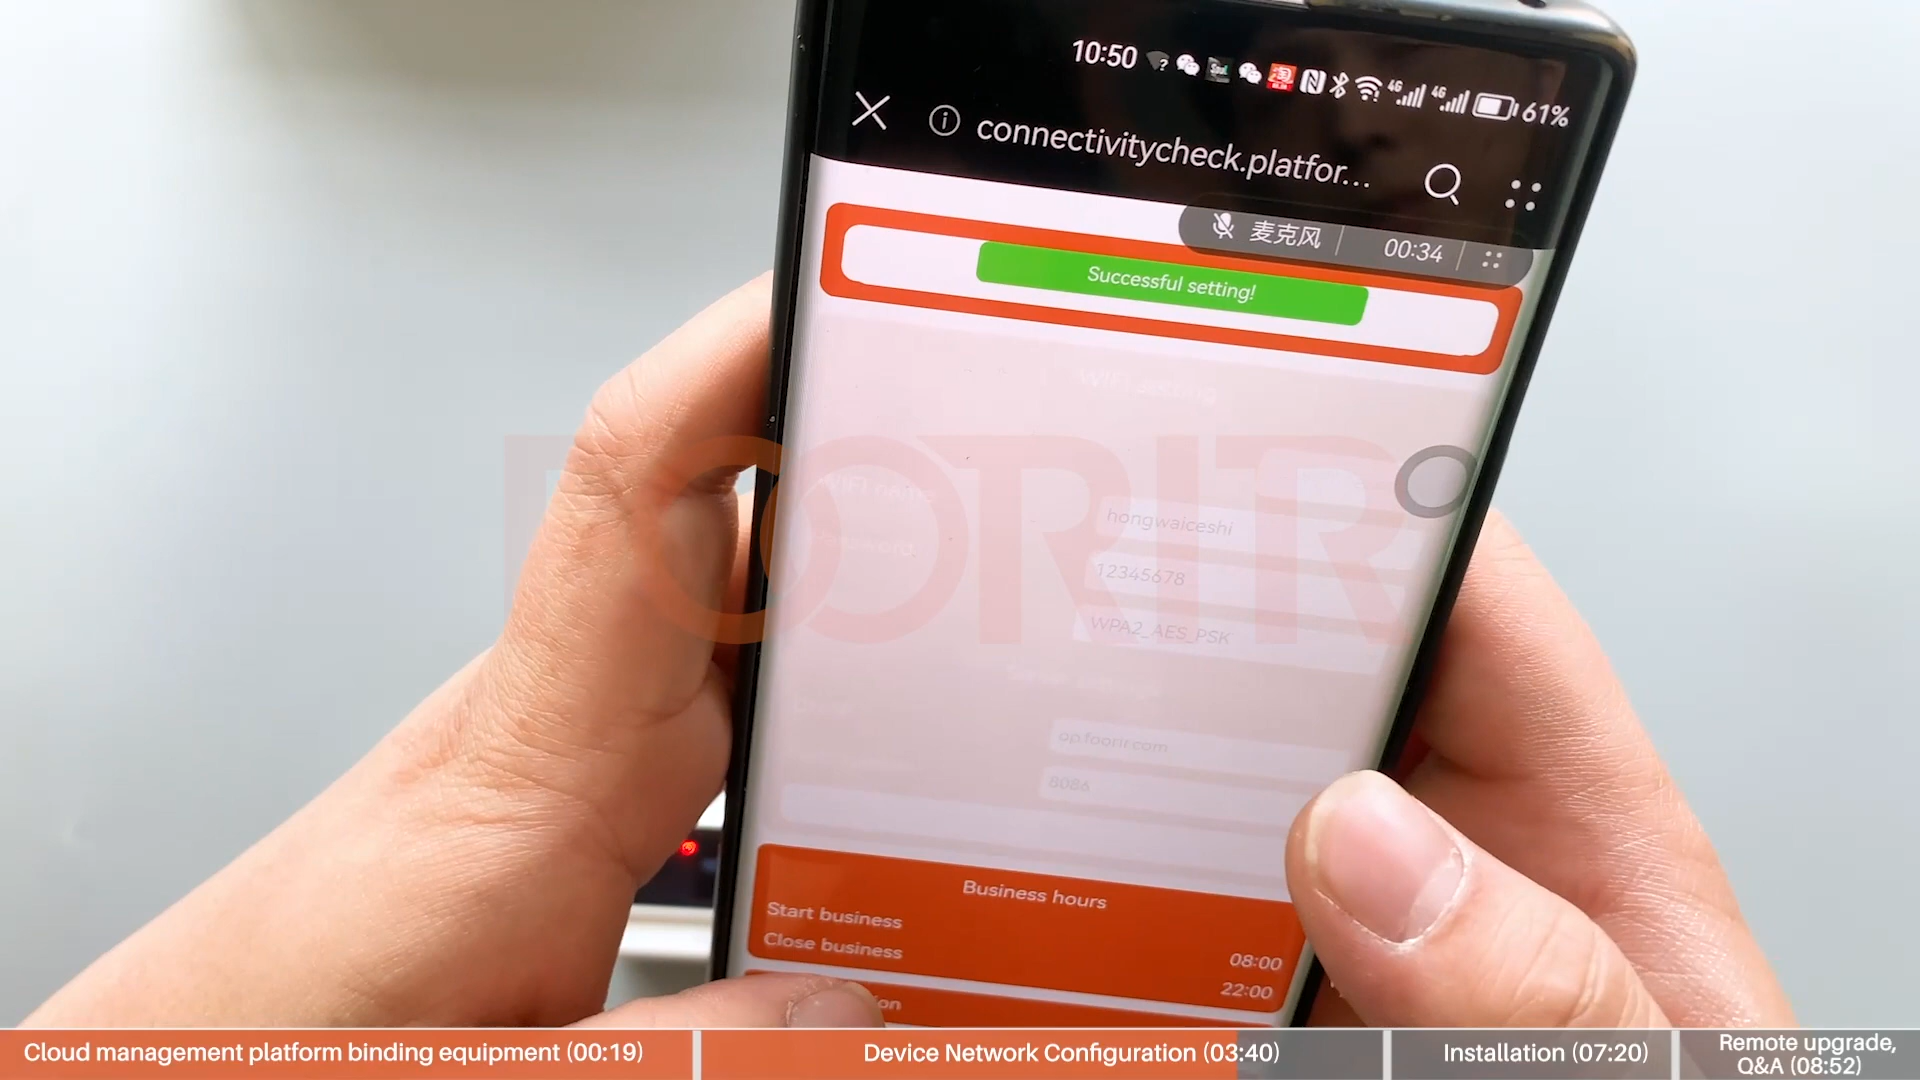 10:50
4G
4G
61%
connectivitycheck.platfor...
麦克风
00:34
Successful setting!
WIFI setting
WIFI name
hongwaiceshi
password
12345678
WPA2_AES_PSK
op.foorir.com
8086
FOORIR
Business hours
Start business
08:00
Close business
22:00
Cloud management platform binding equipment (00:19)
Device Network Configuration (03:40)
Installation (07:20)
Remote upgrade,
Q&A (08:52)